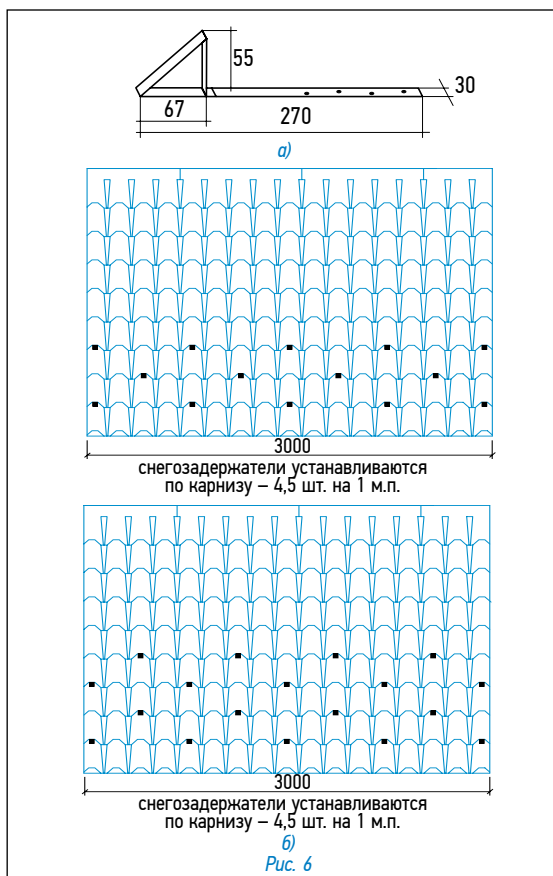 55
30
67
270
а)
3000
снегозадержатели устанавливаются
по карнизу – 4,5 шт. на 1 м.п.
3000
снегозадержатели устанавливаются
по карнизу – 4,5 шт. на 1 м.п.
б)
Рис. 6